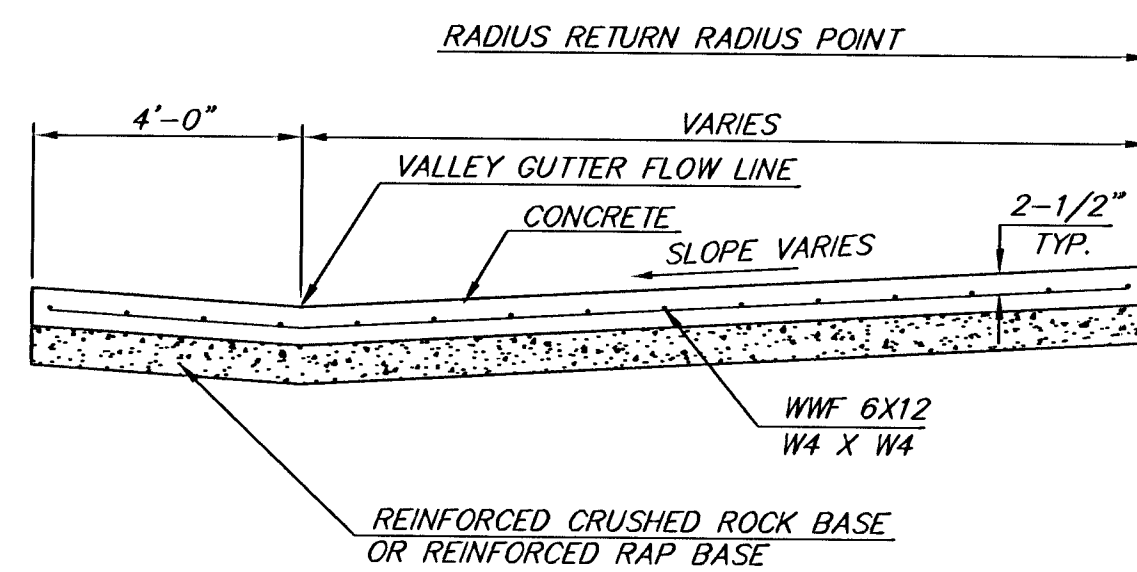 RADIUS RETURN RADIUS POINT
4'-0"
VARIES
VALLEY GUTTER FLOW LINE
CONCRETE
2-1/2"
TYP.
SLOPE VARIES
WWF 6X12
W4 X W4
REINFORCED CRUSHED ROCK BASE
OR REINFORCED RAP BASE